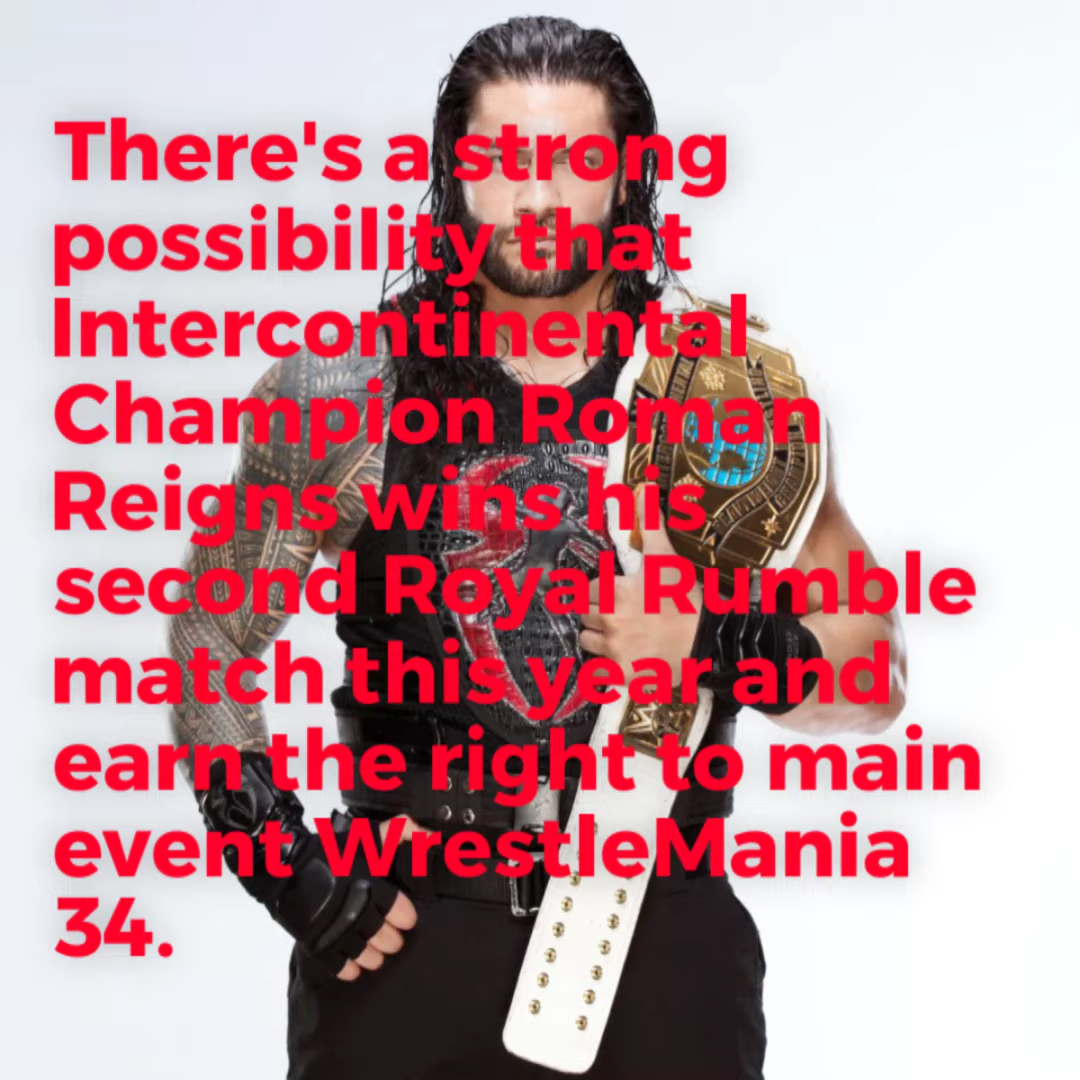 There's a strong
possibility that
Intercontinental
Champion Roman
Reigns wins his
second Royal Rumble
match this year and
earn the right to main
event WrestleMania
34.